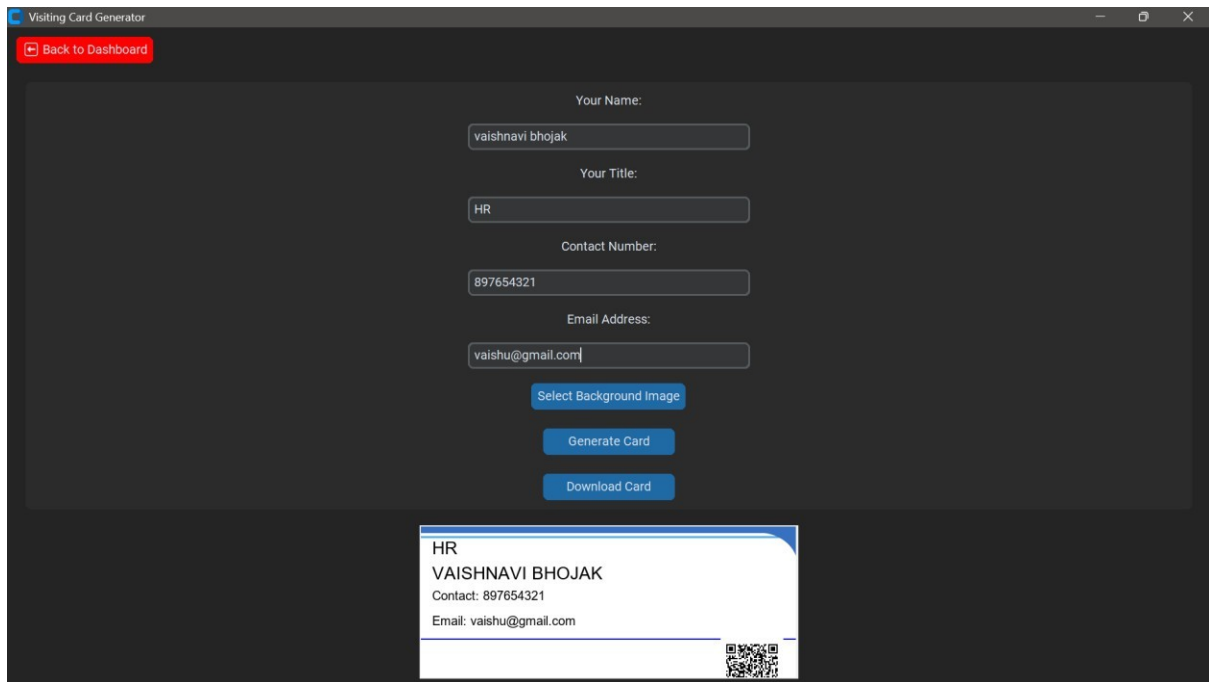 Visiting Card Generator
Back to Dashboard
Your Name:
vaishnavi bhojak
Your Title:
HR
Contact Number:
897654321
Email Address:
vaishu@gmail.com
Select Background Image
Generate Card
Download Card
HR
VAISHNAVI BHOJAK
Contact: 897654321
Email: vaishu@gmail.com